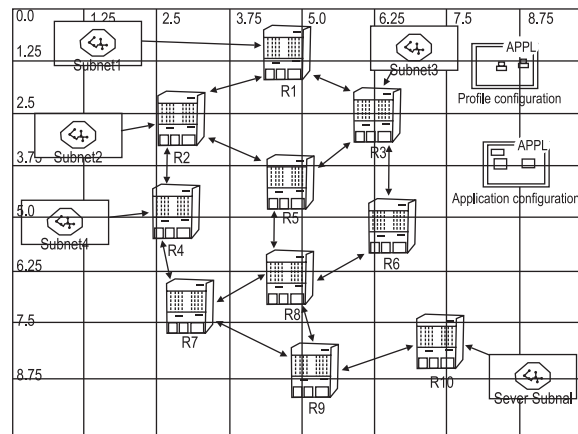 0.0 1.25 2.5 3.75 5.0 6.25 7.5 8.75
APPL
Subnet1
Subnet3
1.25
R1
Profile configuration
2.5
R3
APPL
Subnet2
R2
3.75
Application configuration
5.0
R5
R4
Subnet4
R6
6.25
R8
7.5
R7
8.75
R10
Sever Subnal
R9